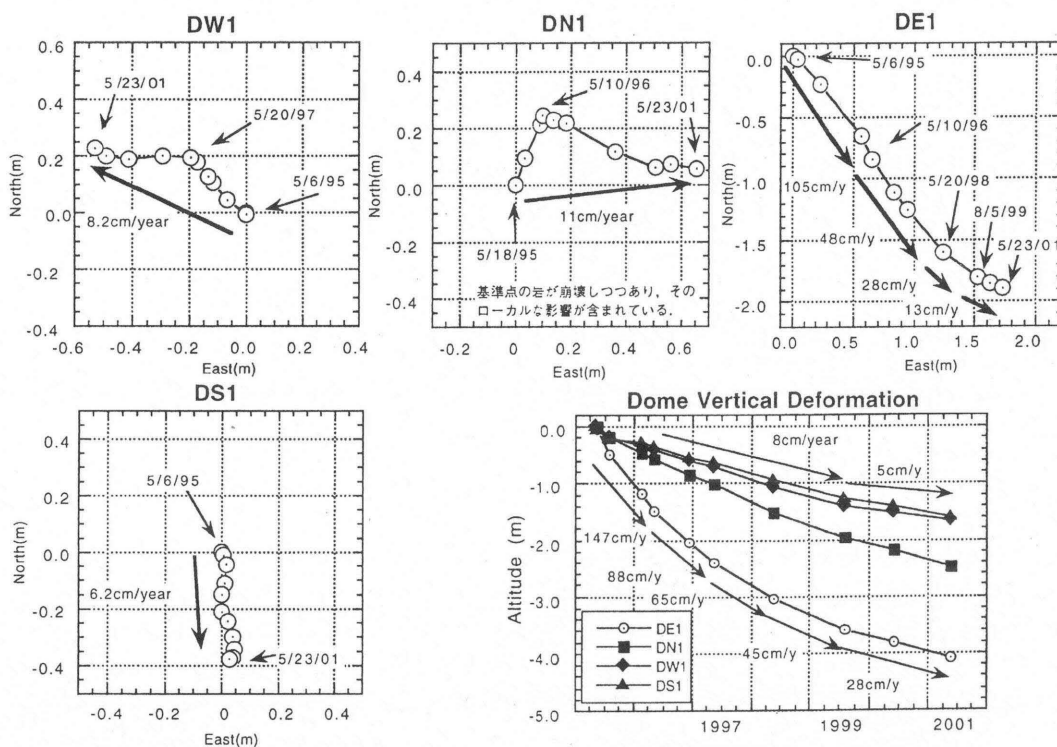 DW1
0.6
0.4
0.2
0.0
-0.2
-0.4
North(m)
5/23/01
5/20/97
5/6/95
8.2cm/year
-0.6
-0.4
-0.2
0.0
0.2
East(m)
DN1
0.6
0.4
0.2
0.0
-0.2
-0.4
North(m)
5/10/96
5/23/01
11cm/year
5/18/95
基準点の岩が崩壊しつつあり，その
ローカルな影響が含まれている．
0
0.2
0.4
0.6
East(m)
DE1
0.0
-0.5
-1.0
-1.5
-2.0
North(m)
5/6/95
5/10/96
5/20/98
8/5/99
5/23/01
105cm/y
48cm/y
28cm/y
13cm/y
0.0
0.5
1.0
1.5
2.0
East(m)
DS1
0.4
0.2
0.0
-0.2
-0.4
North(m)
5/6/95
6.2cm/year
5/23/01
-0.4
-0.2
0
0.2
0.4
East(m)
Dome Vertical Deformation
0.0
-1.0
-2.0
-3.0
-4.0
-5.0
Altitude (m)
8cm/year
5cm/y
147cm/y
88cm/y
65cm/y
45cm/y
28cm/y
DE1
DN1
DW1
DS1
1997
1999
2001